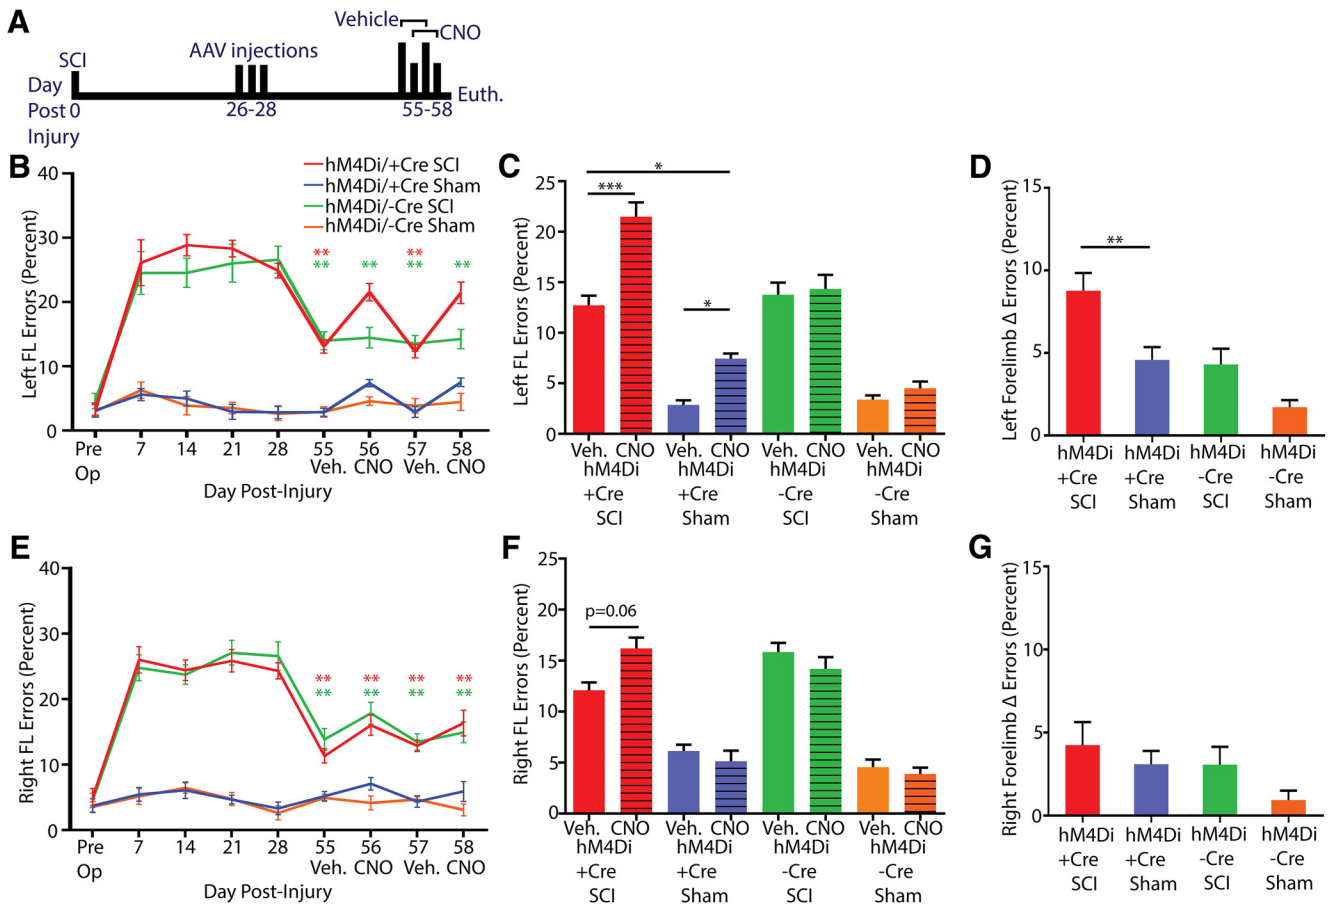 A
SCI
Day
Post 0
Injury
AAV injections
26-28
Vehicle
CNO
55-58
Euth.
B
hM4Di/+Cre SCI
hM4Di/+Cre Sham
hM4Di/-Cre SCI
hM4Di/-Cre Sham
Left FL Errors (Percent)
40
30
20
10
0
** ** 
** ** ** **
Pre 7 14 21 28 55 56 57 58
Op Veh. CNO Veh. CNO
Day Post-Injury
C
Left FL Errors (Percent)
25
20
15
10
5
0
*
***
*
Veh. CNO Veh. CNO Veh. CNO Veh. CNO
hM4Di hM4Di hM4Di hM4Di
+Cre +Cre -Cre -Cre
SCI Sham SCI Sham
D
Left Forelimb Δ Errors (Percent)
15
10
5
0
**
hM4Di hM4Di hM4Di hM4Di
+Cre +Cre -Cre -Cre
SCI Sham SCI Sham
E
Right FL Errors (Percent)
40
30
20
10
0
** ** ** **
** ** ** **
Pre 7 14 21 28 55 56 57 58
Op Veh. CNO Veh. CNO
Day Post-Injury
F
Right FL Errors (Percent)
25
20
15
10
5
0
p=0.06
Veh. CNO Veh. CNO Veh. CNO Veh. CNO
hM4Di hM4Di hM4Di hM4Di
+Cre +Cre -Cre -Cre
SCI Sham SCI Sham
G
Right Forelimb Δ Errors (Percent)
15
10
5
0
hM4Di hM4Di hM4Di hM4Di
+Cre +Cre -Cre -Cre
SCI Sham SCI Sham